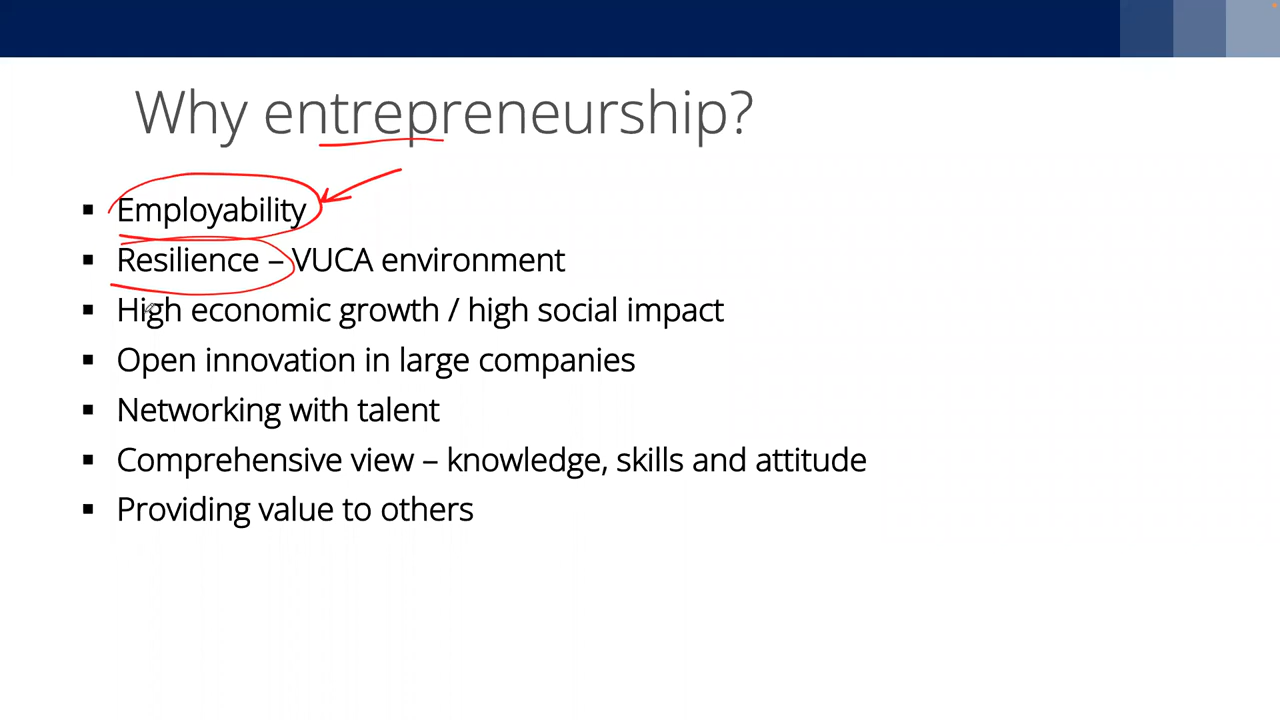 Why entrepreneurship?
▪ Employability
▪ Resilience – VUCA environment
▪ High economic growth / high social impact
▪ Open innovation in large companies
▪ Networking with talent
▪ Comprehensive view – knowledge, skills and attitude
▪ Providing value to others